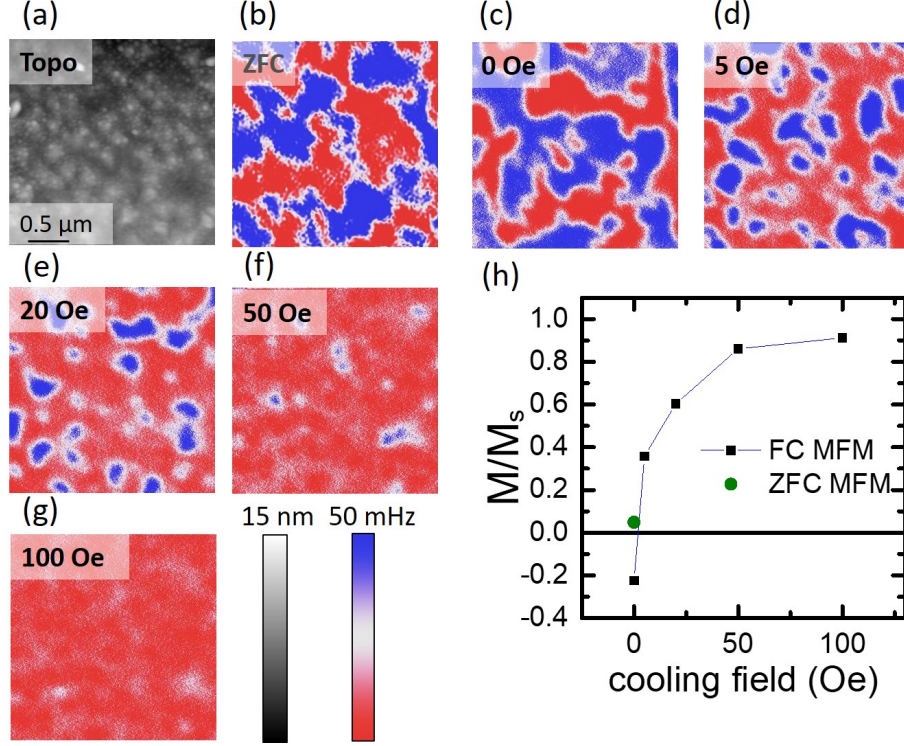 (a)
Topo
0.5 μm
(b)
ZFC
(c)
0 Oe
(d)
5 Oe
(e)
20 Oe
(f)
50 Oe
(g)
100 Oe
15 nm
50 mHz
(h)
1.0
0.8
0.6
0.4
0.2
0.0
-0.2
-0.4
M/Ms
FC MFM
ZFC MFM
0 50 100
cooling field (Oe)